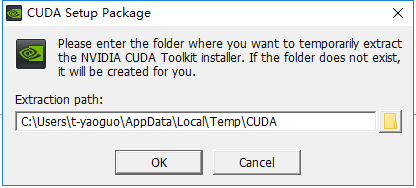 CUDA Setup Package
Please enter the folder where you want to temporarily extract
the NVIDIA CUDA Toolkit installer. If the folder does not exist,
it will be created for you.
Extraction path:
C:\Users\t-yaoguo\AppData\Local\Temp\CUDA
OK
Cancel